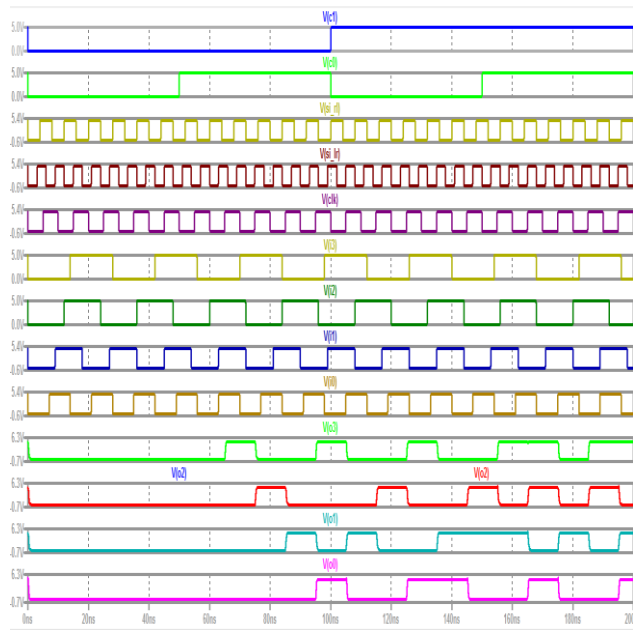 V(c1)
5.0V
0.0V
V(c0)
5.0V
0.0V
V(si_rl)
5.4V
-0.6V
V(si_lr)
5.4V
-0.6V
V(clk)
5.4V
-0.6V
V(i3)
5.0V
0.0V
V(i2)
5.0V
0.0V
V(i1)
5.4V
-0.6V
V(i0)
5.4V
-0.6V
V(o3)
6.3V
-0.7V
V(o2) V(o2)
6.3V
-0.7V
V(o1)
6.3V
-0.7V
V(o0)
6.3V
-0.7V
0ns 20ns 40ns 60ns 80ns 100ns 120ns 140ns 160ns 180ns